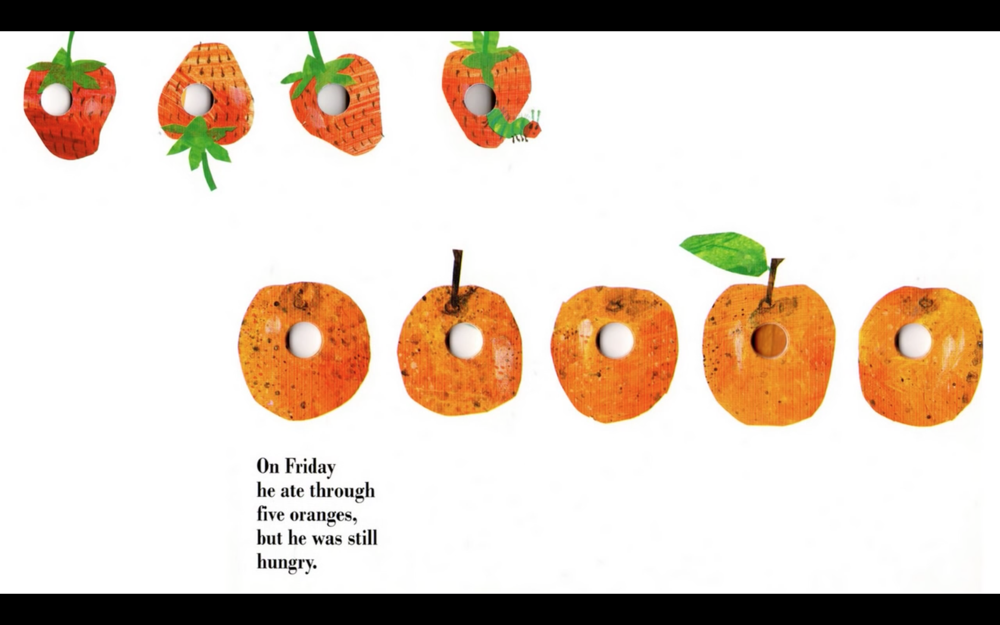 On Friday
he ate through
five oranges,
but he was still
hungry.